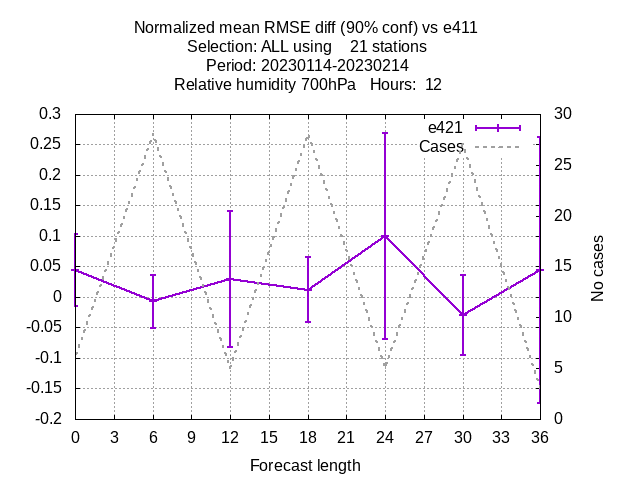 Normalized mean RMSE diff (90% conf) vs e411
Selection: ALL using    21 stations
Period: 20230114-20230214
Relative humidity 700hPa   Hours:  12
e421
Cases
0.3
0.25
0.2
0.15
0.1
0.05
0
-0.05
-0.1
-0.15
-0.2
30
25
20
15
10
5
0
No cases
0 3 6 9 12 15 18 21 24 27 30 33 36
Forecast length